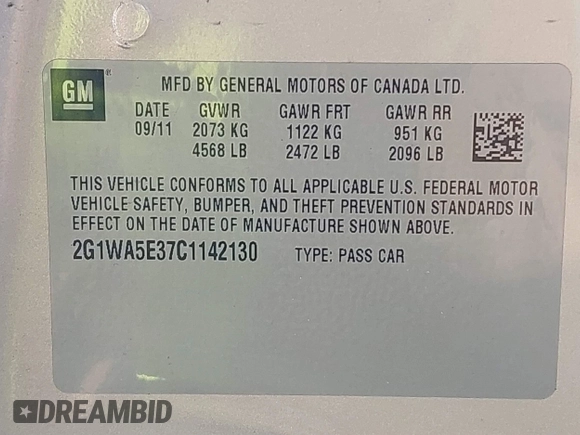 GM ®
MFD BY GENERAL MOTORS OF CANADA LTD.
DATE GVWR GAWR FRT GAWR RR
09/11 2073 KG 1122 KG 951 KG
4568 LB 2472 LB 2096 LB
THIS VEHICLE CONFORMS TO ALL APPLICABLE U.S. FEDERAL MOTOR
VEHICLE SAFETY, BUMPER, AND THEFT PREVENTION STANDARDS IN
EFFECT ON THE DATE OF MANUFACTURE SHOWN ABOVE.
2G1WA5E37C1142130 TYPE: PASS CAR
DREAMBID